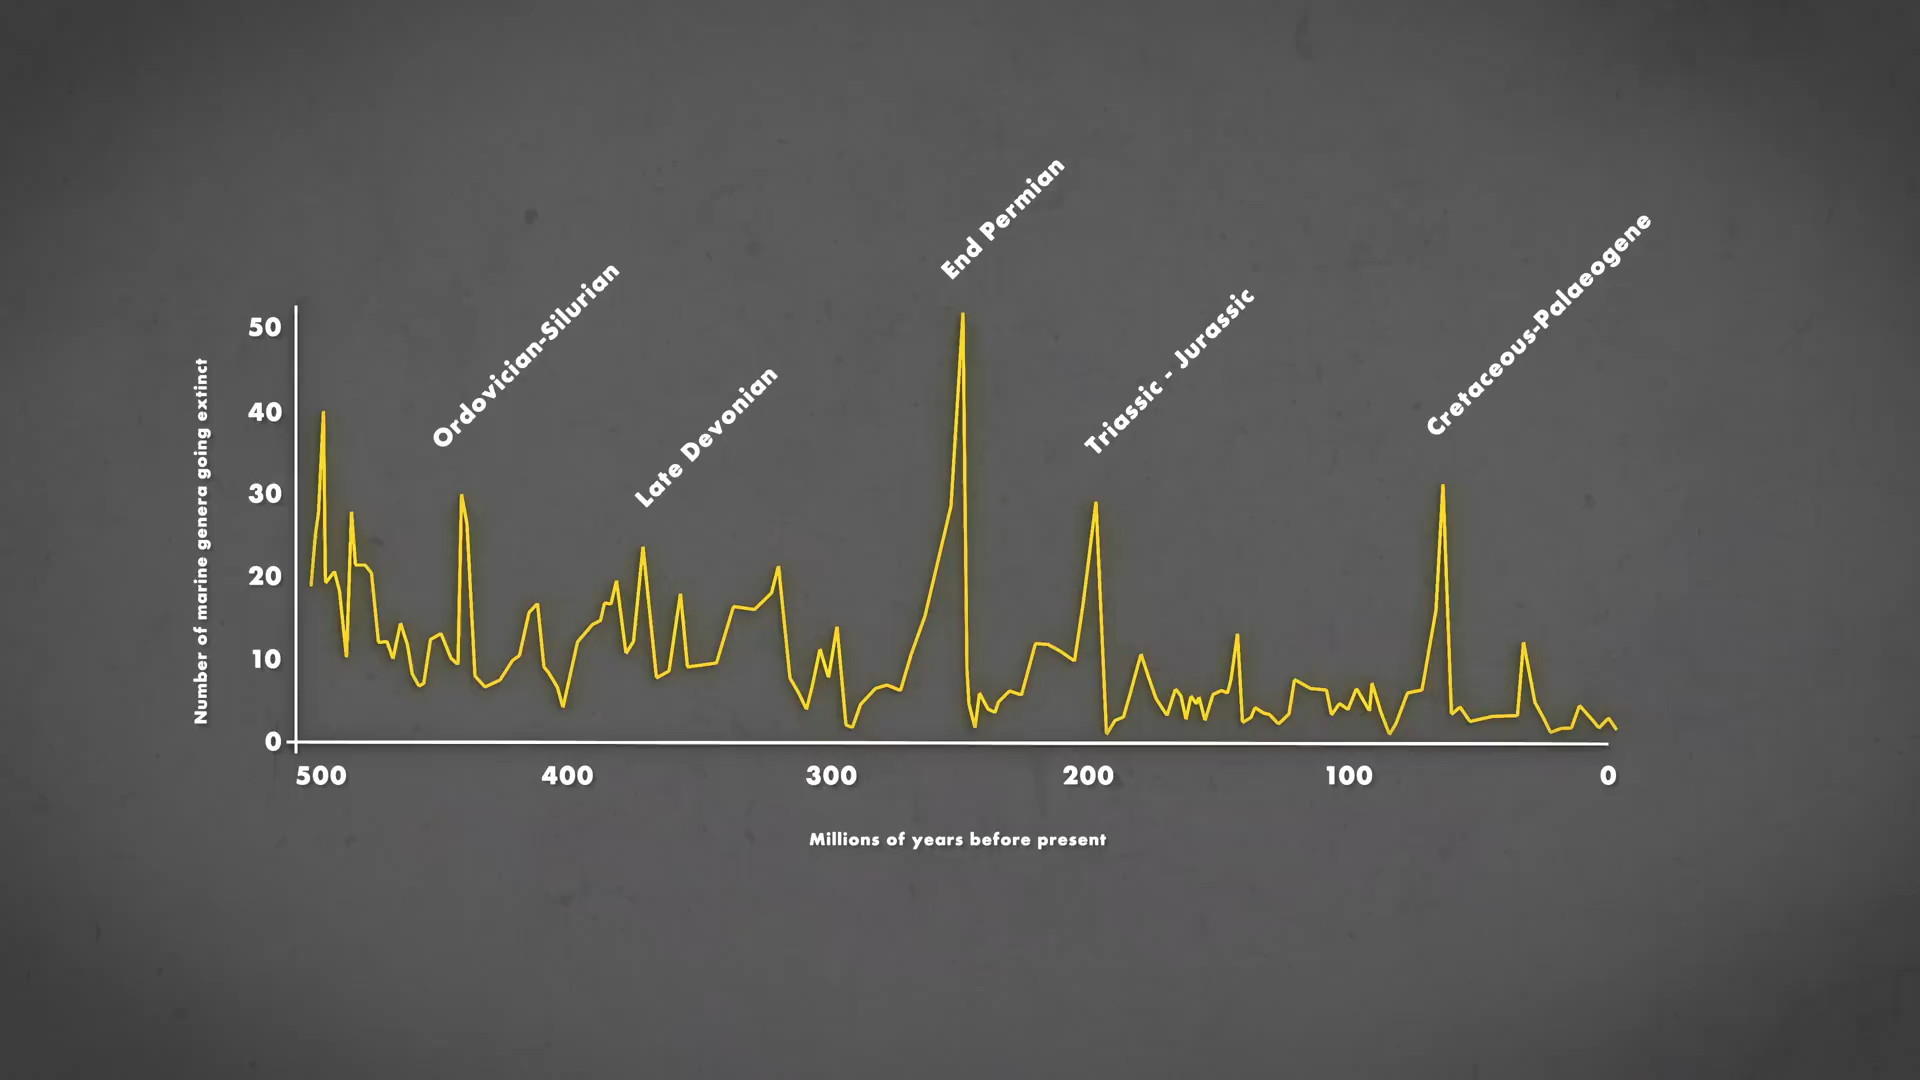 End Permian
Cretaceous-Palaeogene
Ordovician-Silurian
Triassic - Jurassic
Late Devonian
Number of marine genera going extinct
50
40
30
20
10
0
500 400 300 200 100 0
Millions of years before present